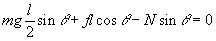 mg l/2 sin ϑ + fl cos ϑ − N sin ϑ = 0